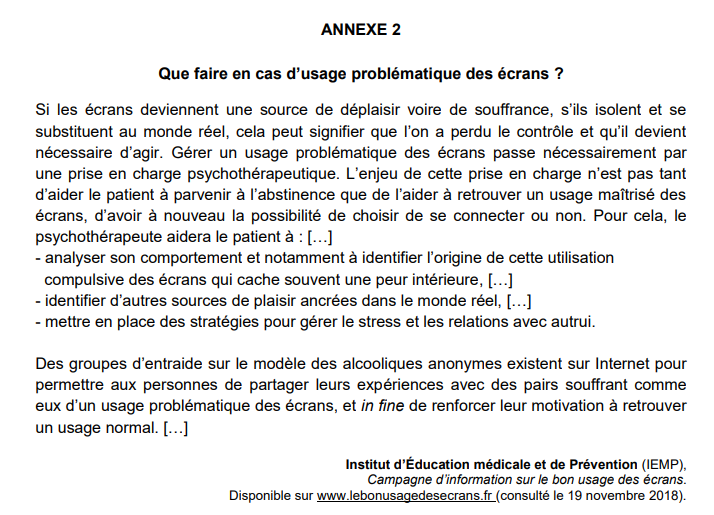 ANNEXE 2
Que faire en cas d’usage problématique des écrans ?
Si les écrans deviennent une source de déplaisir voire de souffrance, s’ils isolent et se
substituent au monde réel, cela peut signifier que l’on a perdu le contrôle et qu’il devient
nécessaire d’agir. Gérer un usage problématique des écrans passe nécessairement par
une prise en charge psychothérapeutique. L’enjeu de cette prise en charge n’est pas tant
d’aider le patient à parvenir à l’abstinence que de l’aider à retrouver un usage maîtrisé des
écrans, d’avoir à nouveau la possibilité de choisir de se connecter ou non. Pour cela, le
psychothérapeute aidera le patient à : […]
- analyser son comportement et notamment à identifier l’origine de cette utilisation
compulsive des écrans qui cache souvent une peur intérieure, […]
- identifier d’autres sources de plaisir ancrées dans le monde réel, […]
- mettre en place des stratégies pour gérer le stress et les relations avec autrui.
Des groupes d’entraide sur le modèle des alcooliques anonymes existent sur Internet pour
permettre aux personnes de partager leurs expériences avec des pairs souffrant comme
eux d’un usage problématique des écrans, et in fine de renforcer leur motivation à retrouver
un usage normal. […]
Institut d’Éducation médicale et de Prévention (IEMP),
Campagne d’information sur le bon usage des écrans.
Disponible sur www.lebonusagedesecrans.fr (consulté le 19 novembre 2018).